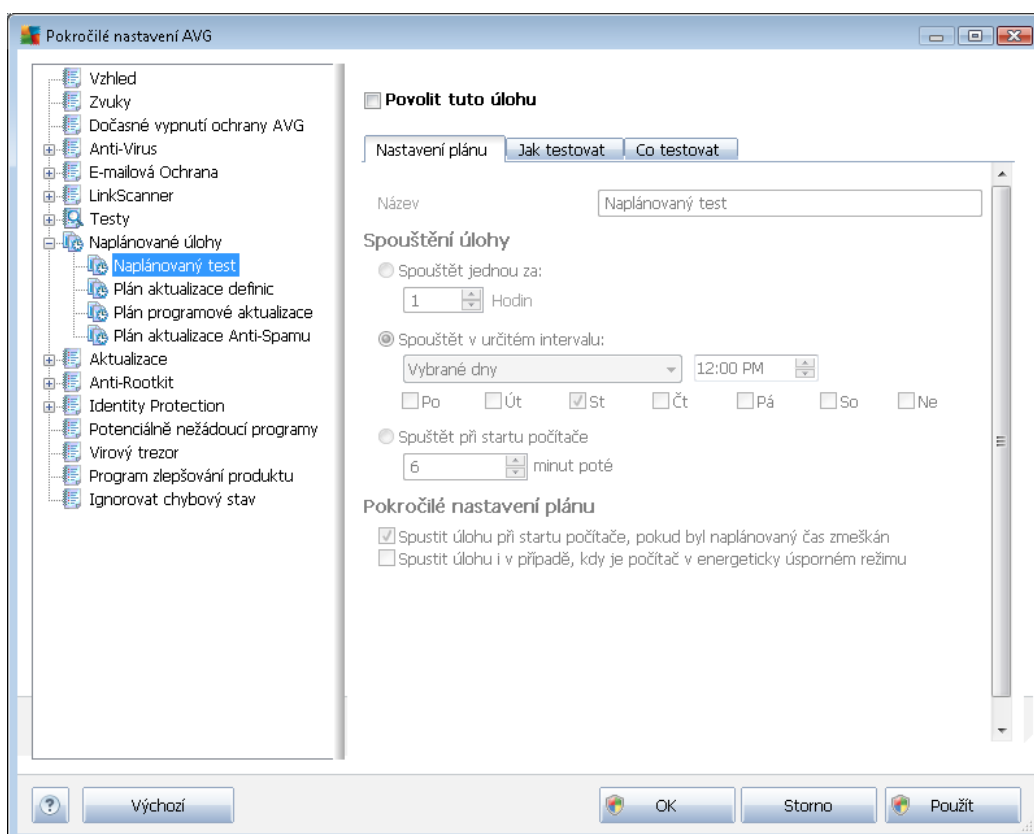 Pokročilé nastavení AVG
Vzhled
Zvuky
Dočasné vypnutí ochrany AVG
Anti-Virus
E-mailová Ochrana
LinkScanner
Testy
Naplánované úlohy
Naplánovaný test
Plán aktualizace definic
Plán programové aktualizace
Plán aktualizace Anti-Spamu
Aktualizace
Anti-Rootkit
Identity Protection
Potenciálně nežádoucí programy
Virový trezor
Program zlepšování produktu
Ignorovat chybový stav
Povolit tuto úlohu
Nastavení plánu Jak testovat Co testovat
Název Naplánovaný test
Spouštění úlohy
Spouštět jednou za:
1 Hodin
Spouštět v určitém intervalu:
Vybrané dny 12:00 PM
Po Út St Čt Pá So Ne
Spuštět při startu počítače
6 minut poté
Pokročilé nastavení plánu
Spustit úlohu při startu počítače, pokud byl naplánovaný čas zmeškán
Spustit úlohu i v případě, kdy je počítač v energeticky úsporném režimu
? Výchozí OK Storno Použít